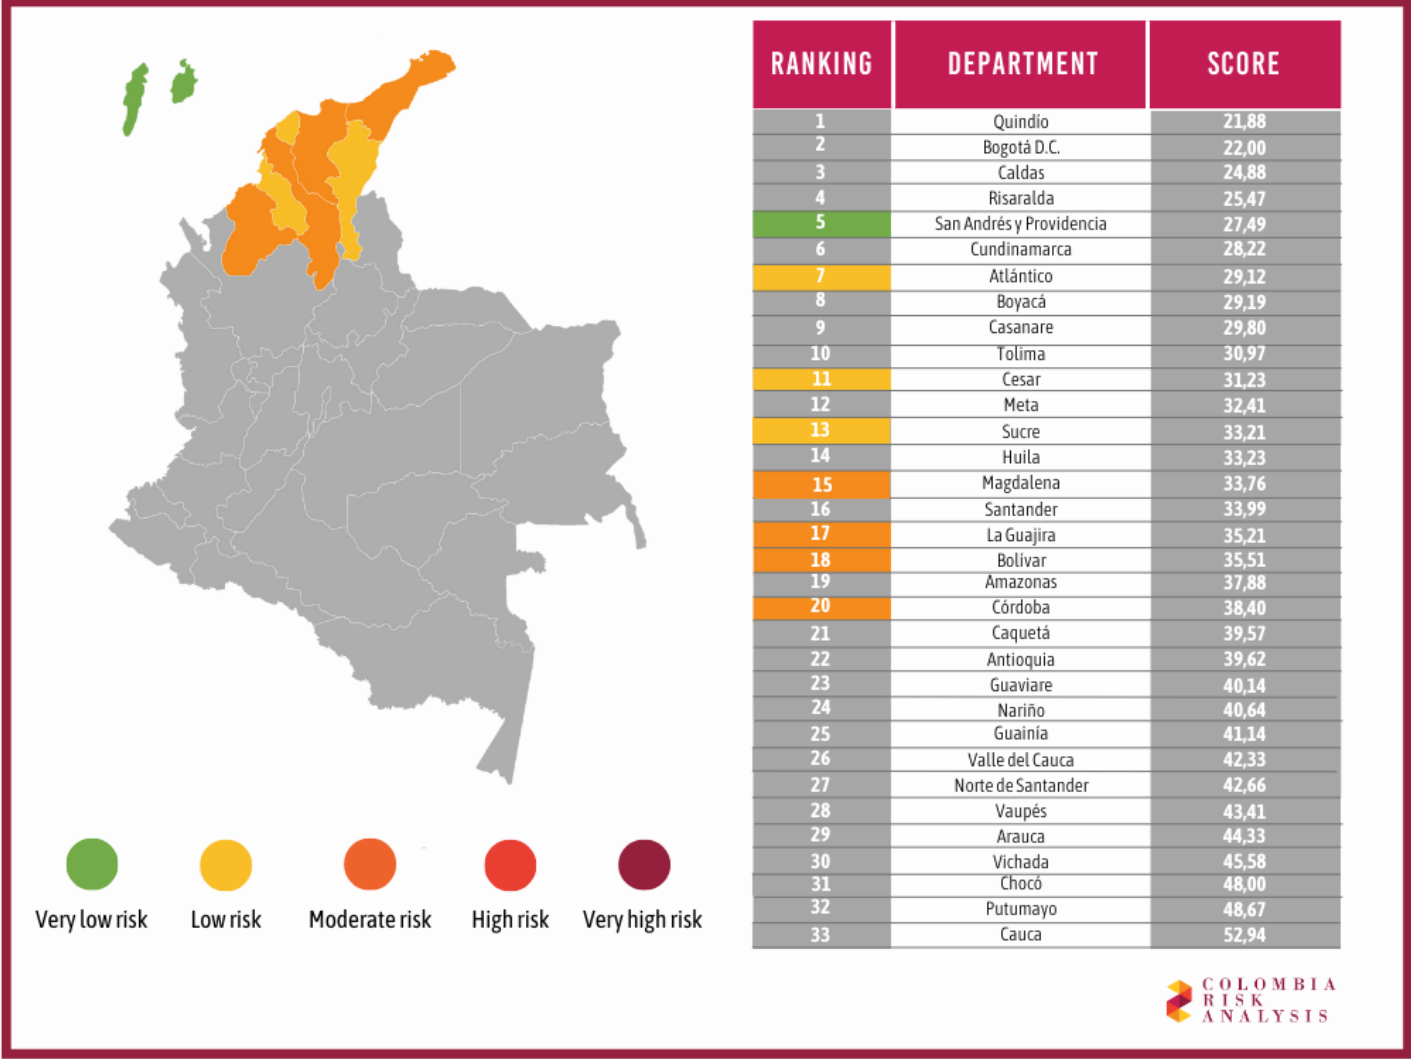 RANKING DEPARTMENT SCORE
1 Quindío 21,88
2 Bogotá D.C. 22,00
3 Caldas 24,88
4 Risaralda 25,47
5 San Andrés y Providencia 27,49
6 Cundinamarca 28,22
7 Atlántico 29,12
8 Boyacá 29,19
9 Casanare 29,80
10 Tolima 30,97
11 Cesar 31,23
12 Meta 32,41
13 Sucre 33,21
14 Huila 33,23
15 Magdalena 33,76
16 Santander 33,99
17 La Guajira 35,21
18 Bolívar 35,51
19 Amazonas 37,88
20 Córdoba 38,40
21 Caquetá 39,57
22 Antioquia 39,62
23 Guaviare 40,14
24 Nariño 40,64
25 Guainía 41,14
26 Valle del Cauca 42,33
27 Norte de Santander 42,66
28 Vaupés 43,41
29 Arauca 44,33
30 Vichada 45,58
31 Chocó 48,00
32 Putumayo 48,67
33 Cauca 52,94
Very low risk Low risk Moderate risk High risk Very high risk
COLOMBIA
RISK
ANALYSIS